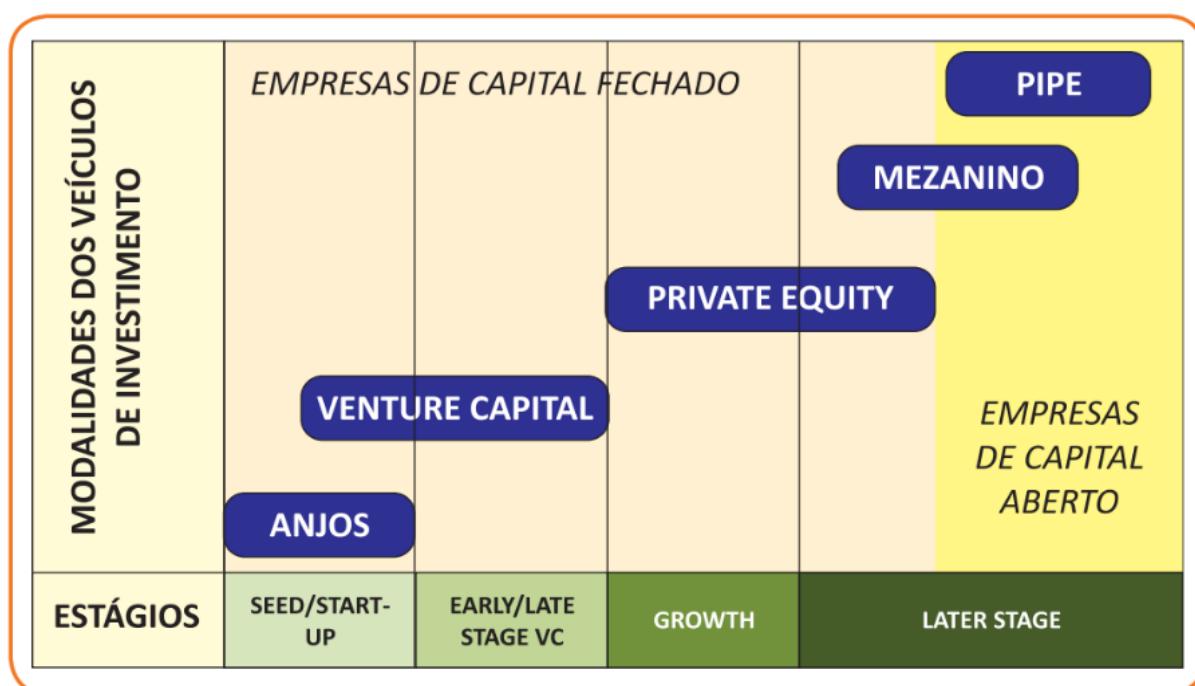 MODALIDADES DOS VEÍCULOS
DE INVESTIMENTO
EMPRESAS DE CAPITAL FECHADO
PIPE
MEZANINO
PRIVATE EQUITY
VENTURE CAPITAL
ANJOS
EMPRESAS
DE CAPITAL
ABERTO
ESTÁGIOS
SEED/START-
UP
EARLY/LATE
STAGE VC
GROWTH
LATER STAGE